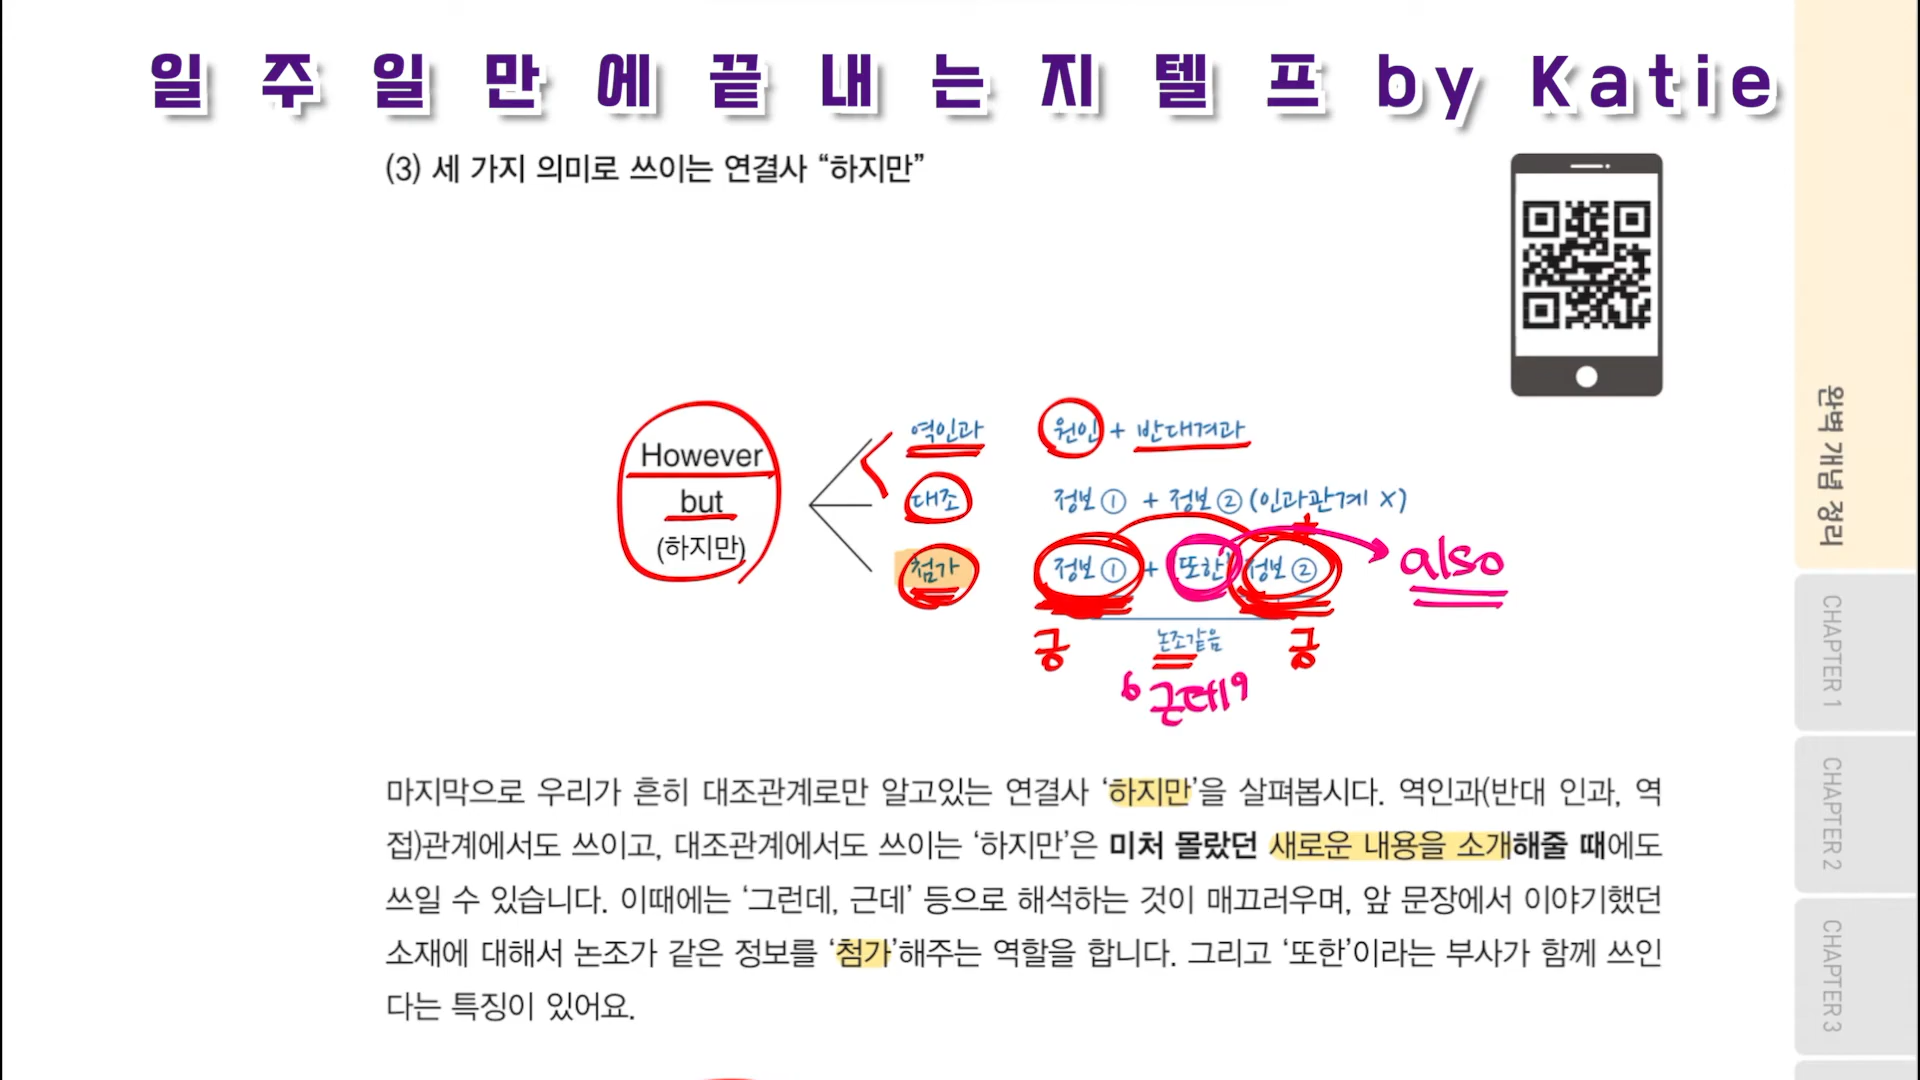 일주일만에끝내는지텔프 by Katie
(3) 세 가지 의미로 쓰이는 연결사 “하지만”
However
but
(하지만)
역인과 원인 + 반대결과
대조 정보 ① + 정보 ② (인과관계 X)
첨가 정보 ① + 또한 정보 ②
also
긍 논조같음 긍
‘근데’
마지막으로 우리가 흔히 대조관계로만 알고있는 연결사 ‘하지만’을 살펴봅시다. 역인과(반대 인과, 역
접)관계에서도 쓰이고, 대조관계에서도 쓰이는 ‘하지만’은 미처 몰랐던 새로운 내용을 소개해줄 때에도
쓰일 수 있습니다. 이때에는 ‘그런데, 근데’ 등으로 해석하는 것이 매끄러우며, 앞 문장에서 이야기했던
소재에 대해서 논조가 같은 정보를 ‘첨가’해주는 역할을 합니다. 그리고 ‘또한’이라는 부사가 함께 쓰인
다는 특징이 있어요.
완벽 개념 정리
CHAPTER 1
CHAPTER 2
CHAPTER 3